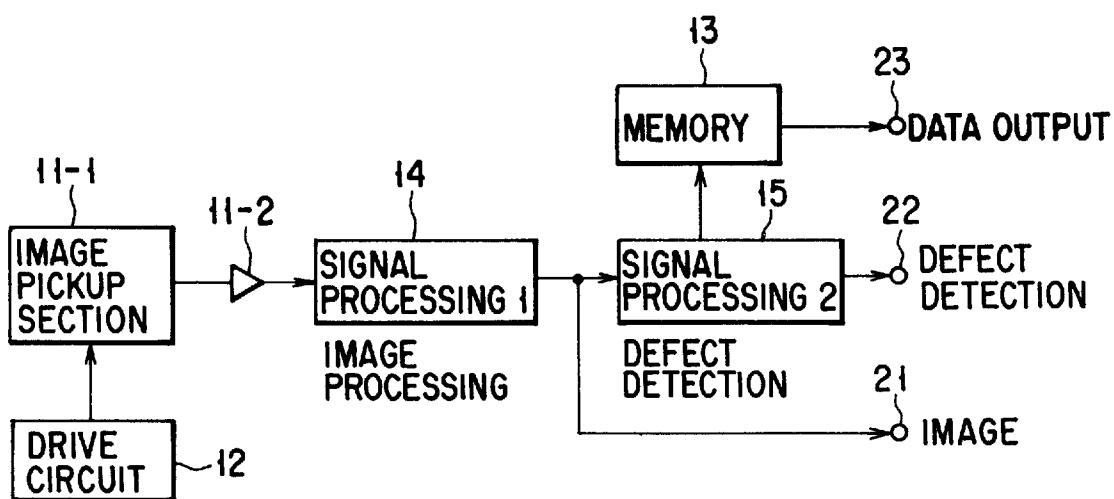 13
23
MEMORY
DATA OUTPUT
11-1
11-2
14
15
22
IMAGE
PICKUP
SECTION
SIGNAL
PROCESSING 1
SIGNAL
PROCESSING 2
DEFECT
DETECTION
IMAGE
PROCESSING
DEFECT
DETECTION
21
IMAGE
DRIVE
CIRCUIT
12